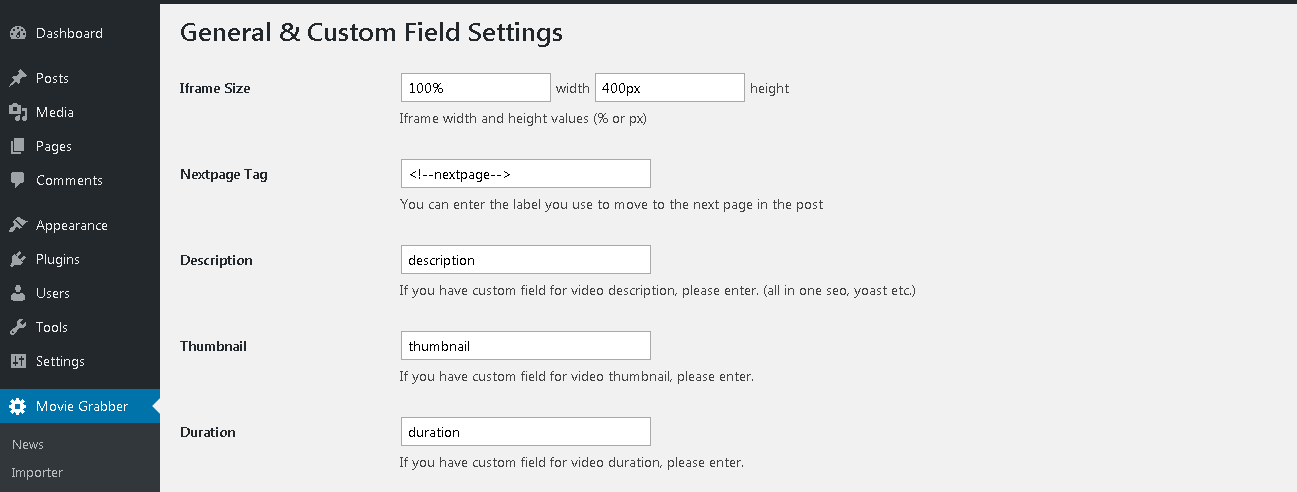 Dashboard
Posts
Media
Pages
Comments
Appearance
Plugins
Users
Tools
Settings
Movie Grabber
News
Importer
General & Custom Field Settings
Iframe Size 100% width 400px height
Iframe width and height values (% or px)
Nextpage Tag <!--nextpage-->
You can enter the label you use to move to the next page in the post
Description description
If you have custom field for video description, please enter. (all in one seo, yoast etc.)
Thumbnail thumbnail
If you have custom field for video thumbnail, please enter.
Duration duration
If you have custom field for video duration, please enter.